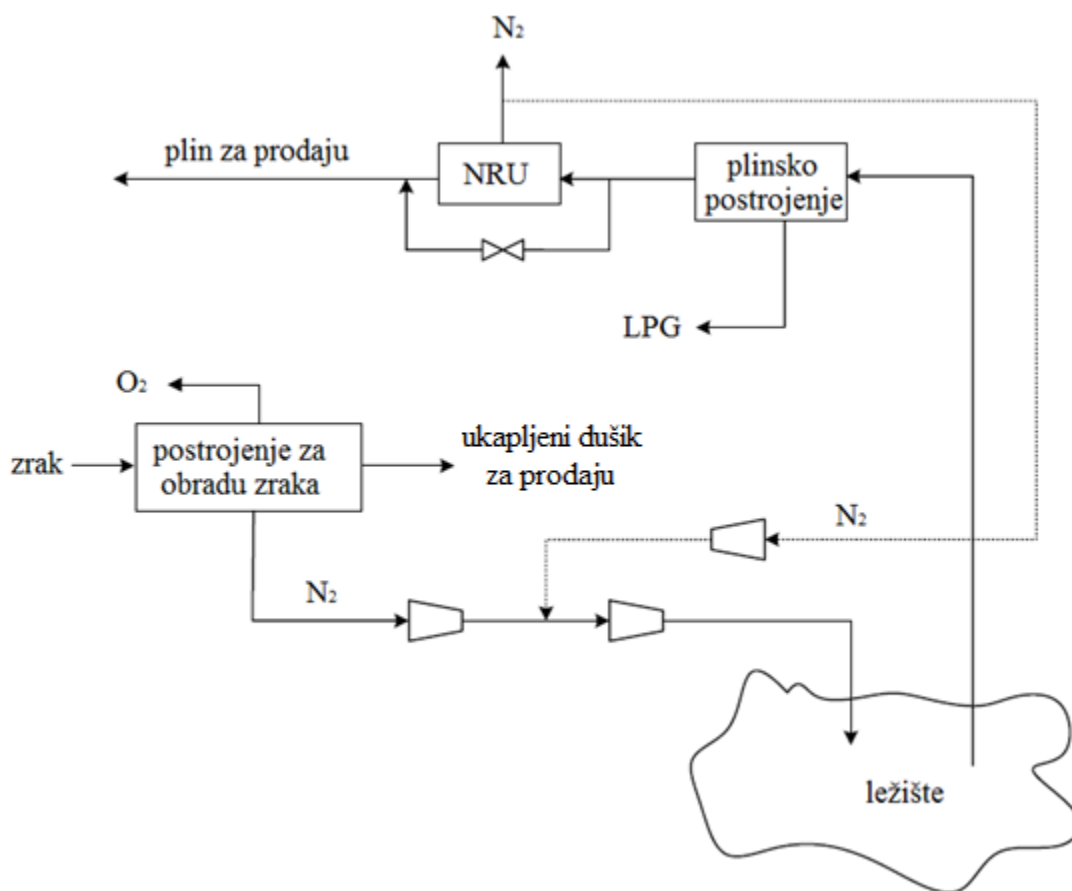 N₂
plin za prodaju
NRU
plinsko
postrojenje
LPG
O₂
zrak
postrojenje za
obradu zraka
ukapljeni dušik
za prodaju
N₂
N₂
ležište